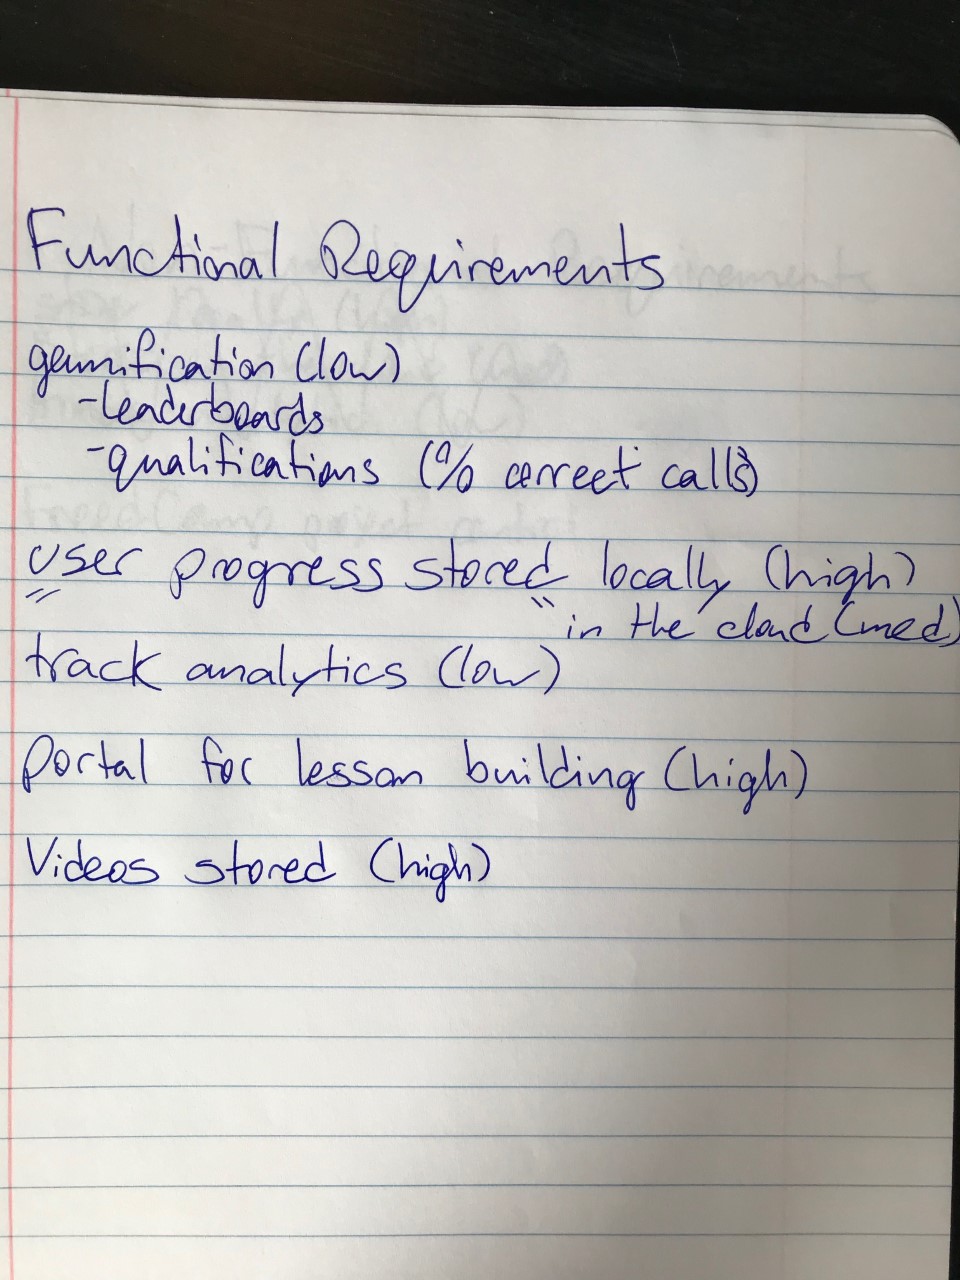 Functional Requirements
gamification (low)
-leaderboards
-qualifications (% correct calls)
user progress stored locally (high)
" " in the cloud (med)
track analytics (low)
Portal for lesson building (high)
Videos stored (high)